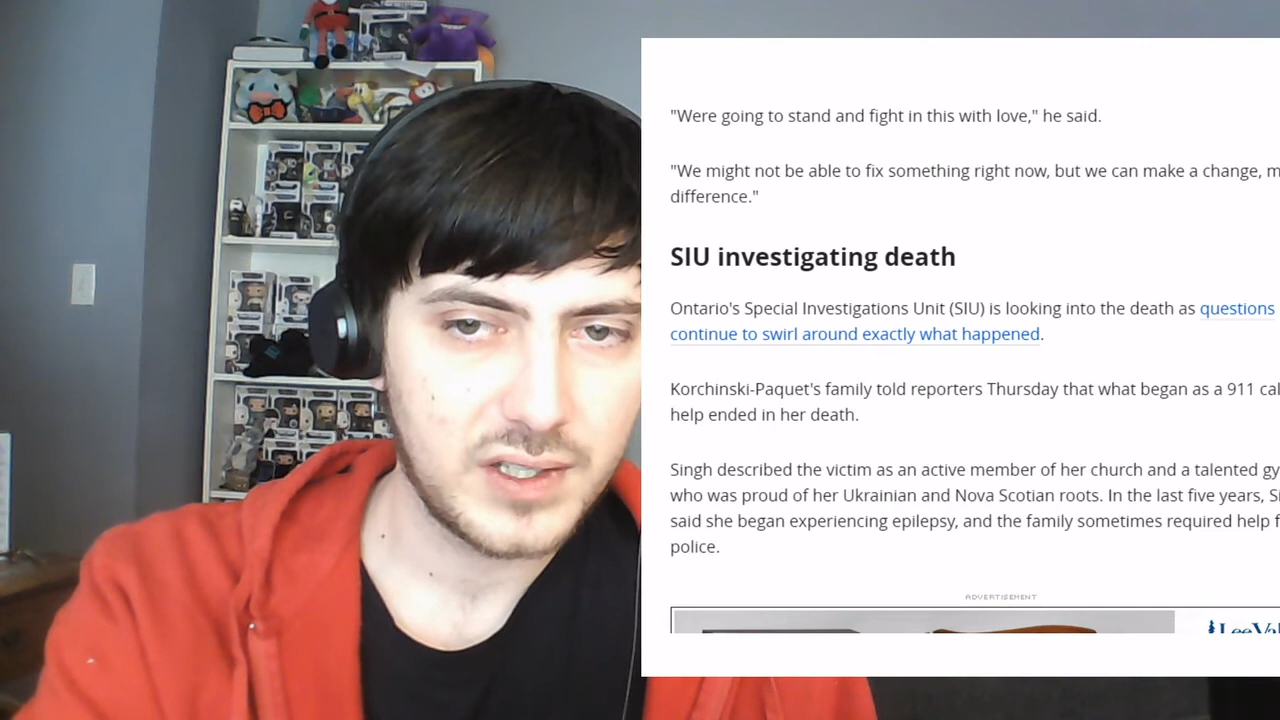 "Were going to stand and fight in this with love," he said.
"We might not be able to fix something right now, but we can make a change, m
difference."
SIU investigating death
Ontario's Special Investigations Unit (SIU) is looking into the death as questions
continue to swirl around exactly what happened.
Korchinski-Paquet's family told reporters Thursday that what began as a 911 cal
help ended in her death.
Singh described the victim as an active member of her church and a talented gy
who was proud of her Ukrainian and Nova Scotian roots. In the last five years, Si
said she began experiencing epilepsy, and the family sometimes required help f
police.
ADVERTISEMENT
LeeVal